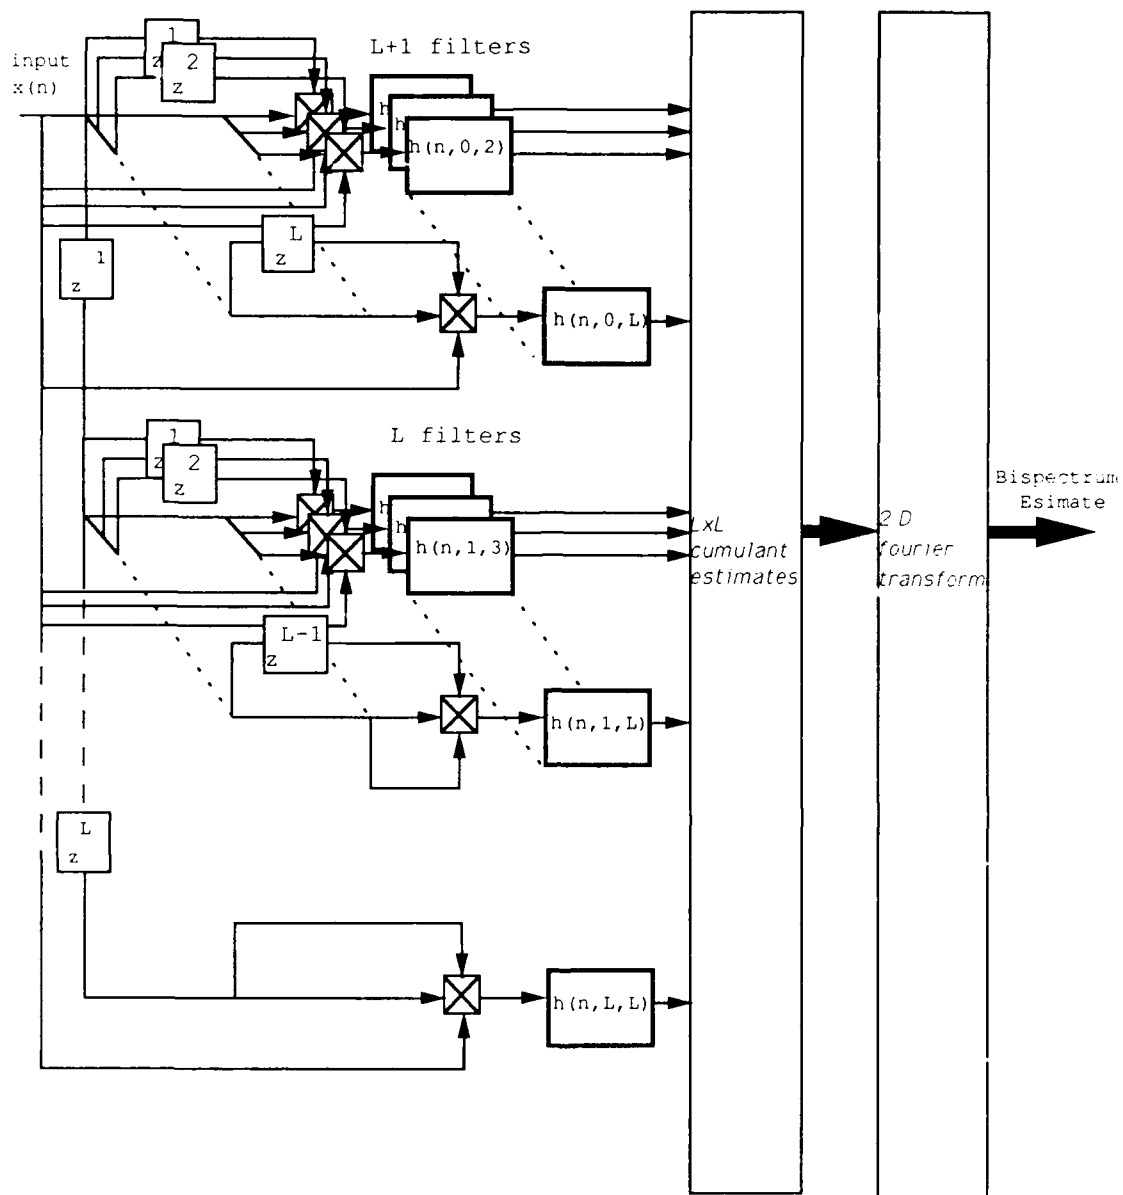 input
x(n)
1
z
2
z
L+1 filters
h
h
h(n,0,2)
1
z
L
z
h(n,0,L)
1
z
2
z
L filters
h
h
h(n,1,3)
L-1
z
h(n,1,L)
L
z
h(n,L,L)
LxL
cumulant
estimates
2 D
fourier
transform
Bispectrum
Esimate